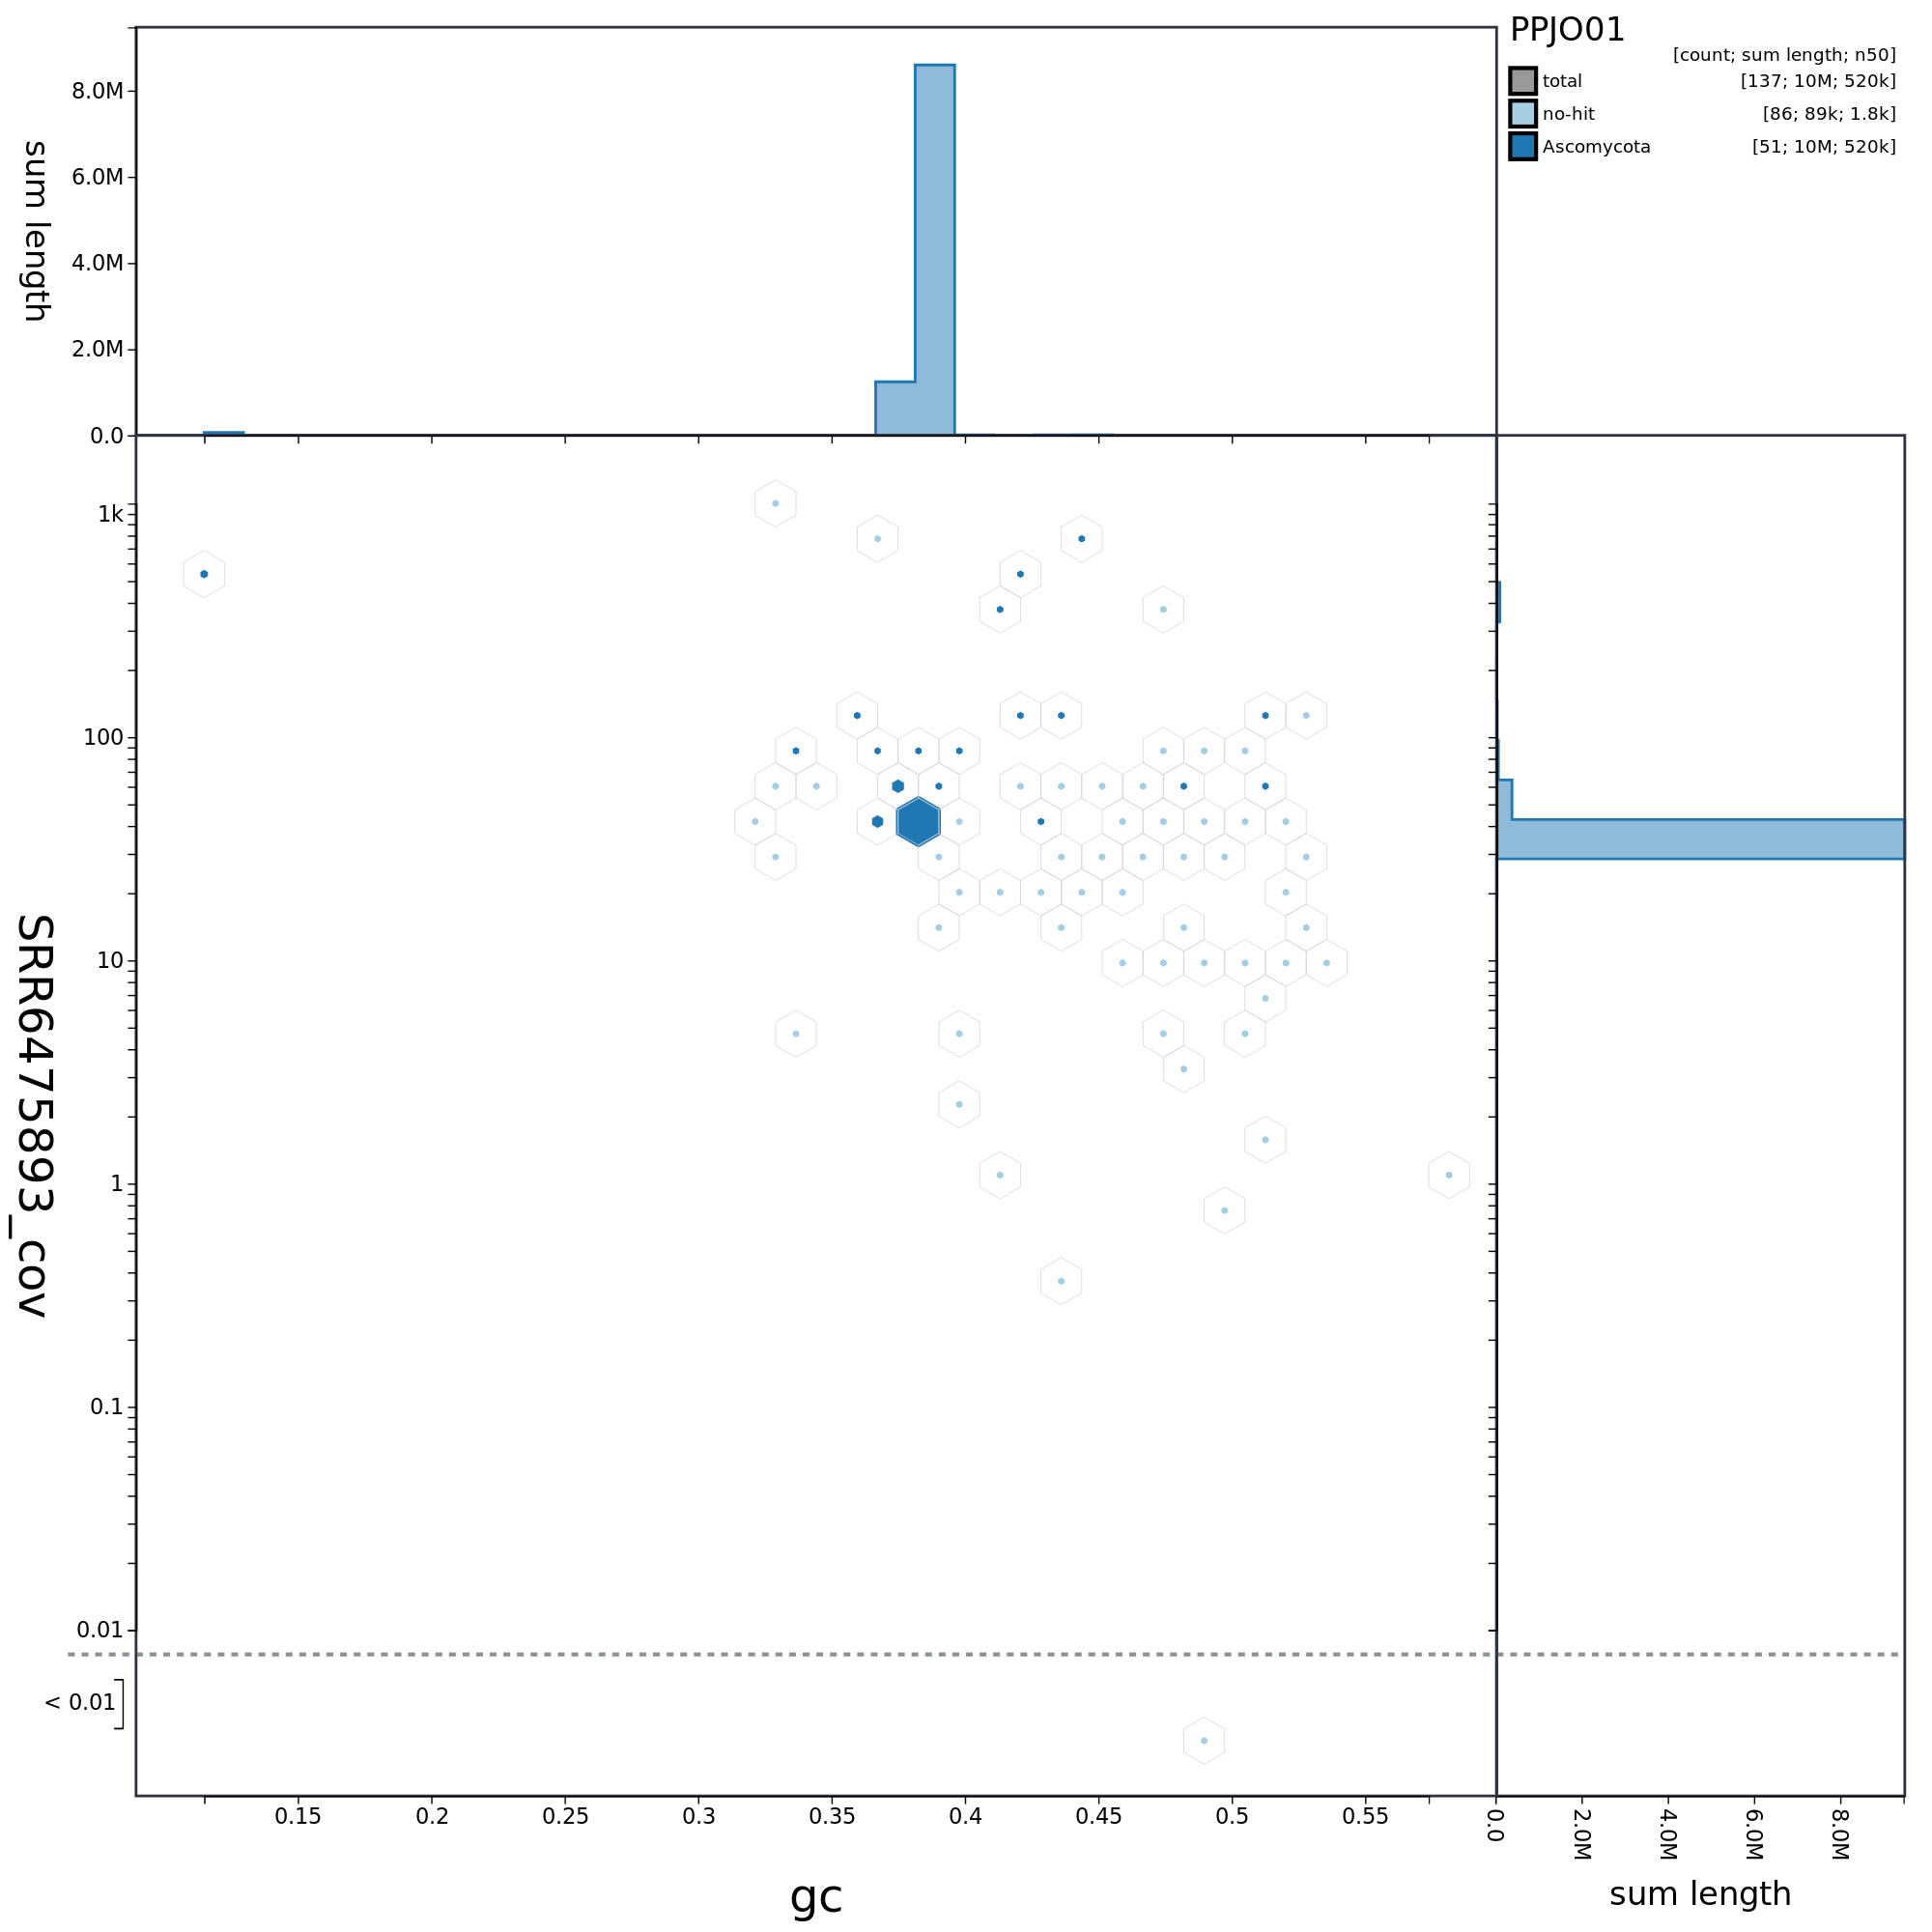 PPJO01
[count; sum length; n50]
total [137; 10M; 520k]
no-hit [86; 89k; 1.8k]
Ascomycota [51; 10M; 520k]
sum length
8.0M
6.0M
4.0M
2.0M
0.0
SRR6475893_cov
1k
100
10
1
0.1
0.01
< 0.01
0.15 0.2 0.25 0.3 0.35 0.4 0.45 0.5 0.55
gc
0.0 2.0M 4.0M 6.0M 8.0M
sum length